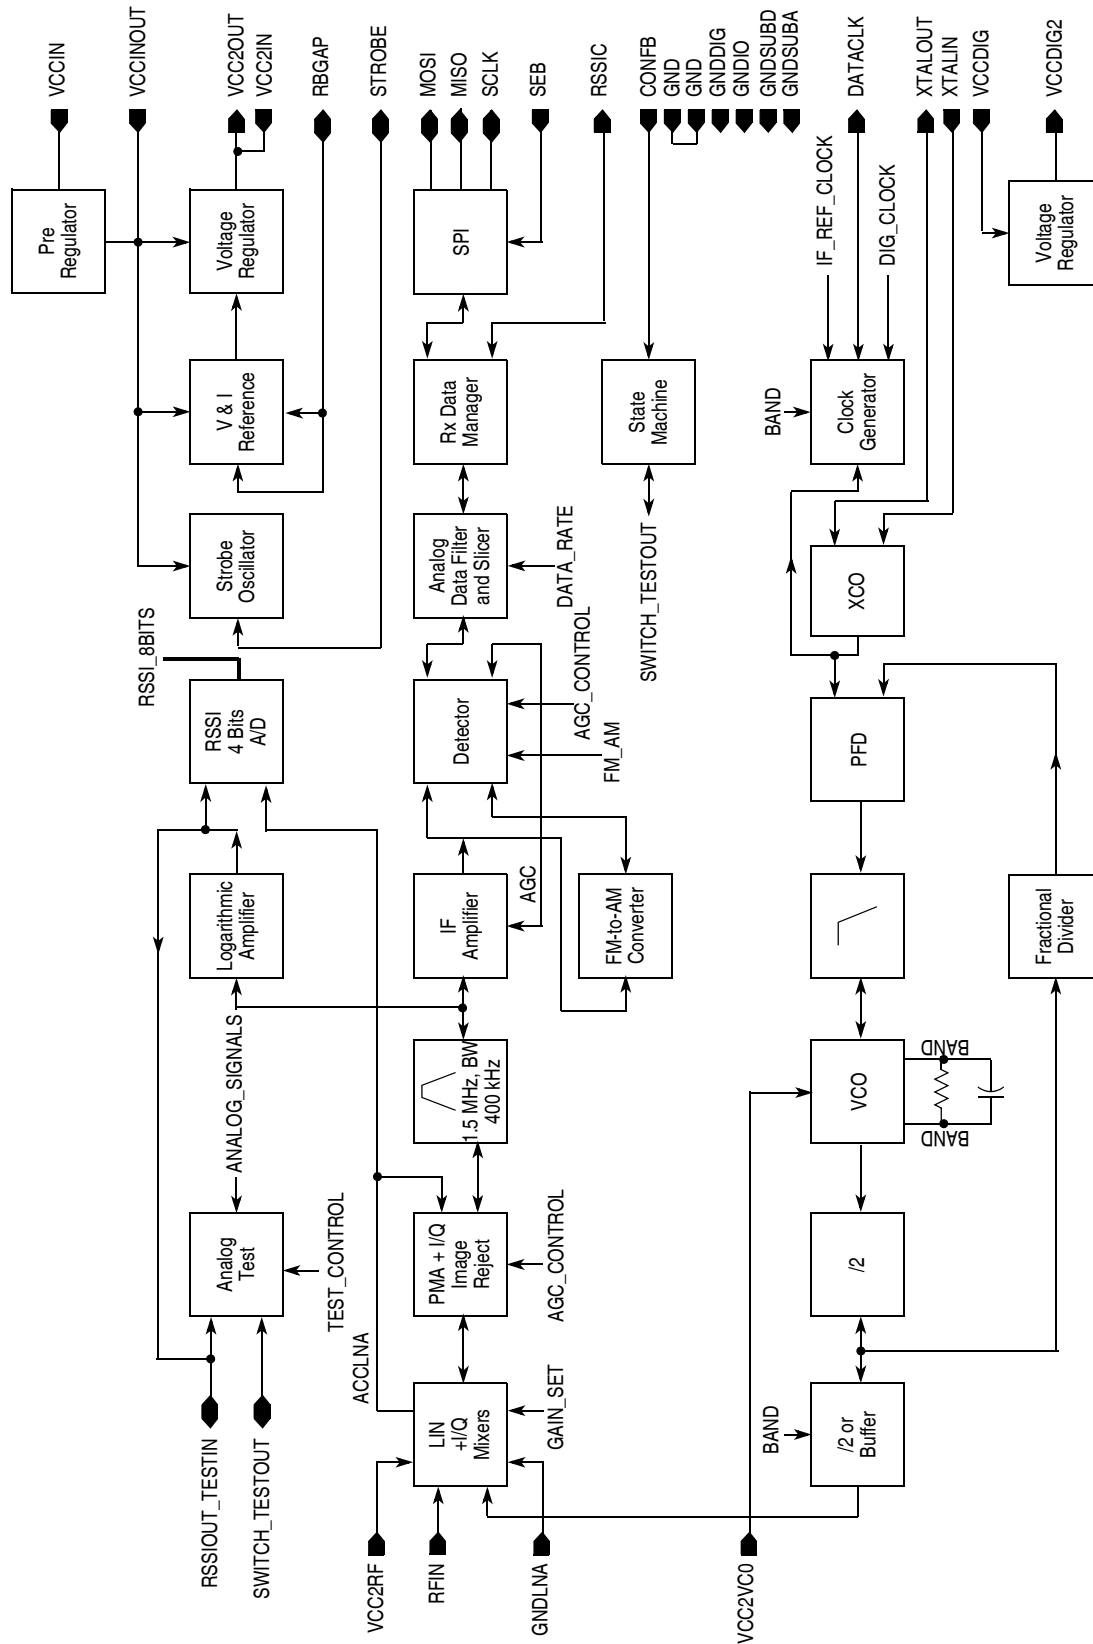 VCCIN
VCCINOUT
VCC2OUT
VCC2IN
RBGAP
STROBE
MOSI
MISO
SCLK
SEB
RSSIC
CONFB
GND
GND
GNDDIG
GNDIO
GNDSUBD
GNDSUBA
DATACLK
XTALOUT
XTALIN
VCCDIG
VCCDIG2
Pre
Regulator
Voltage
Regulator
SPI
IF_REF_CLOCK
DIG_CLOCK
Voltage
Regulator
V & I
Reference
Rx Data
Manager
State
Machine
BAND
Clock
Generator
Strobe
Oscillator
Analog
Data Filter
and Slicer
DATA_RATE
SWITCH_TESTOUT
XCO
RSSI_8BITS
RSSI
4 Bits
A/D
Detector
AGC_CONTROL
FM_AM
PFD
Logarithmic
Amplifier
IF
Amplifier
AGC
FM-to-AM
Converter
Fractional
Divider
ANALOG_SIGNALS
1.5 MHz, BW
400 kHz
VCO
BAND
BAND
Analog
Test
TEST_CONTROL
PMA + I/Q
Image
Reject
AGC_CONTROL
/2
ACCLNA
LIN
+I/Q
Mixers
GAIN_SET
BAND
/2 or
Buffer
RSSIOUT_TESTIN
SWITCH_TESTOUT
VCC2RF
RFIN
GNDLNA
VCC2VC0